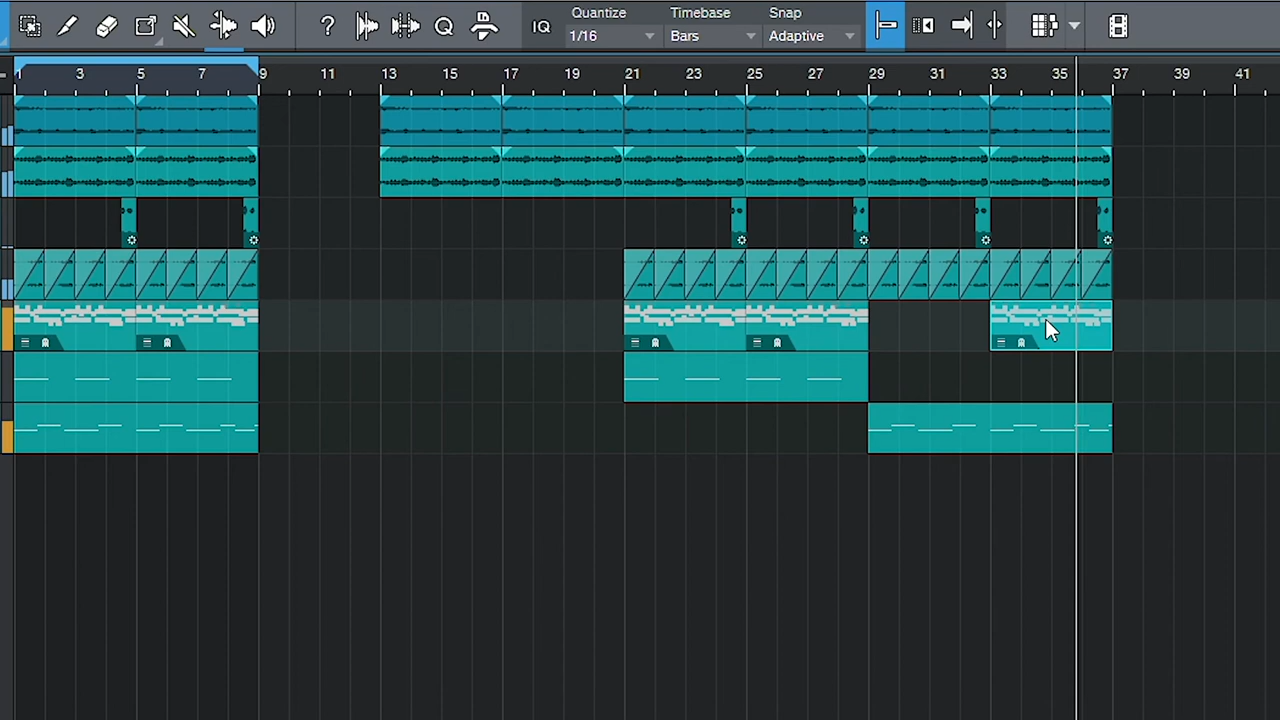 ? Q IQ Quantize Timebase Snap
1/16 Bars Adaptive
1 3 5 7 9 11 13 15 17 19 21 23 25 27 29 31 33 35 37 39 41